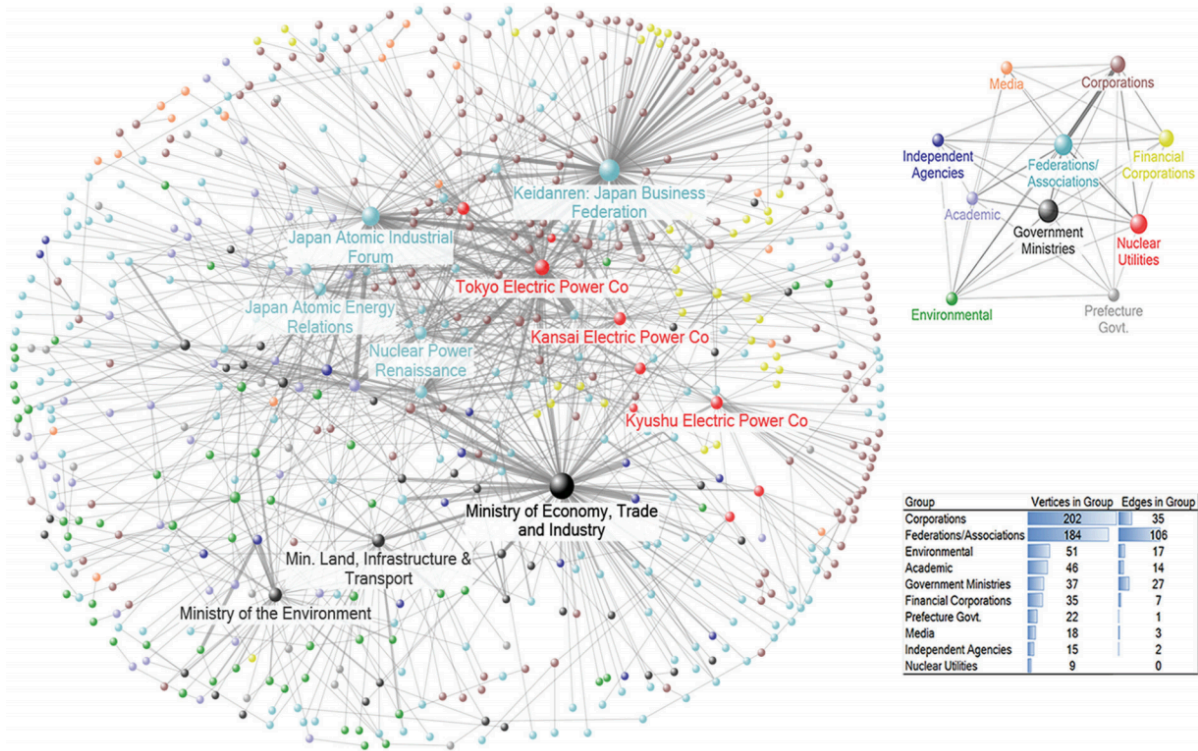 Keidanren: Japan Business
Federation
Japan Atomic Industrial
Forum
Tokyo Electric Power Co
Japan Atomic Energy
Relations
Kansai Electric Power Co
Nuclear Power
Renaissance
Kyushu Electric Power Co
Ministry of Economy, Trade
and Industry
Min. Land, Infrastructure &
Transport
Ministry of the Environment
Media
Corporations
Independent
Agencies
Federations/
Associations
Financial
Corporations
Academic
Government
Ministries
Nuclear
Utilities
Environmental
Prefecture
Govt.
Group Vertices in Group Edges in Group
Corporations 202 35
Federations/Associations 184 106
Environmental 51 17
Academic 46 14
Government Ministries 37 27
Financial Corporations 35 7
Prefecture Govt. 22 1
Media 18 3
Independent Agencies 15 2
Nuclear Utilities 9 0